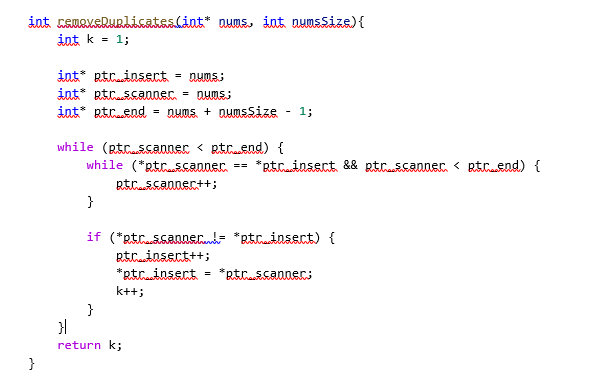 int removeDuplicates(int* nums, int numsSize){
    int k = 1;

    int* ptr_insert = nums;
    int* ptr_scanner = nums;
    int* ptr_end = nums + numsSize - 1;

    while (ptr_scanner < ptr_end) {
        while (*ptr_scanner == *ptr_insert && ptr_scanner < ptr_end) {
            ptr_scanner++;
        }

        if (*ptr_scanner != *ptr_insert) {
            ptr_insert++;
            *ptr_insert = *ptr_scanner;
            k++;
        }
    }
    return k;
}